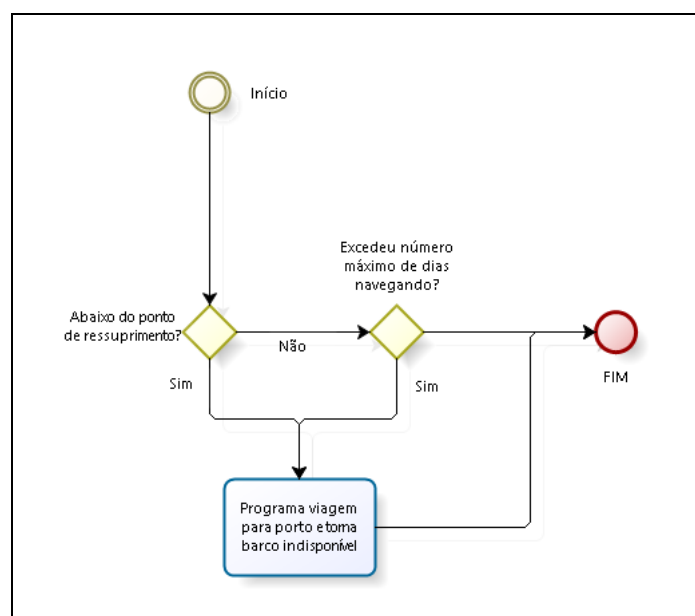 Início
Excedeu número
máximo de dias
navegando?
Abaixo do ponto
de ressuprimento?
Não
Sim
Sim
FIM
Programa viagem
para porto e torna
barco indisponível